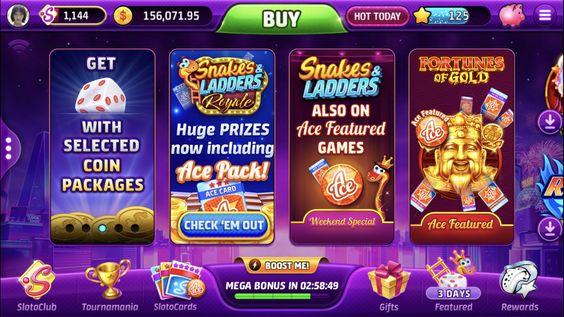 1,144
156,071.95
BUY
HOT TODAY
125
GET
WITH
SELECTED
COIN
PACKAGES
Snakes &
LADDERS
Royale
Huge PRIZES
now including
Ace Pack!
ACE CARD
CHECK 'EM OUT
Snakes &
LADDERS
ALSO ON
Ace Featured
GAMES
Ace
Weekend Special
FORTUNES
OF GOLD
Ace Featured
Ace
Ace Featured
BOOST ME!
MEGA BONUS IN 02:58:49
SlotoClub
Tournamania
SlotoCards
Gifts
3 DAYS
Featured
Rewards